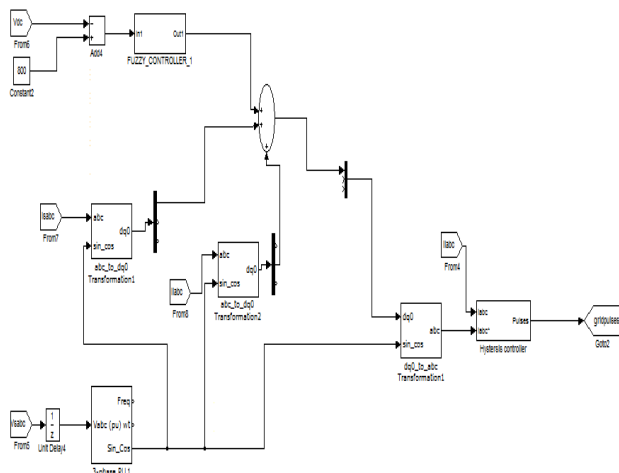 Vdc
From6
800
Constant2
Add4
In1
Out1
FUZZY_CONTROLLER_1
Isabc
From7
abc
sin_cos
dq0
abc_to_dq0
Transformation1
Ilabc
From8
abc
sin_cos
dq0
abc_to_dq0
Transformation2
dq0
sin_cos
abc
dq0_to_abc
Transformation1
From4
Iabc
Iabc*
Pulses
Hystersis controller
gridpulses
Goto2
Vsabc
From5
1
z
Unit Delay4
Freq
Vabc (pu) wt
Sin_Cos
3-phase PLL1